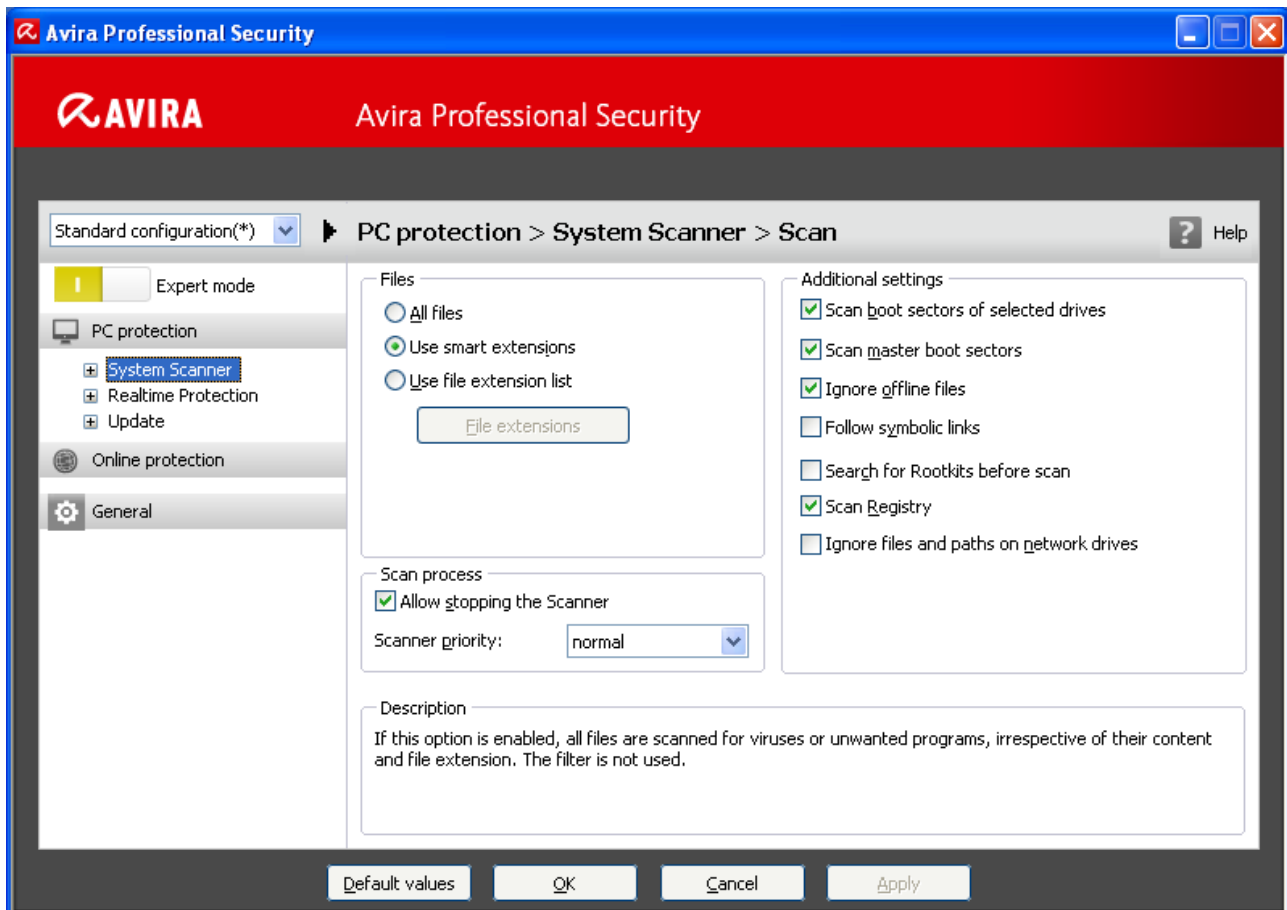 Avira Professional Security
AVIRA
Avira Professional Security
Standard configuration(*)
PC protection > System Scanner > Scan
? Help
Expert mode
PC protection
System Scanner
Realtime Protection
Update
Online protection
General
Files
All files
Use smart extensions
Use file extension list
File extensions
Scan process
Allow stopping the Scanner
Scanner priority:
normal
Additional settings
Scan boot sectors of selected drives
Scan master boot sectors
Ignore offline files
Follow symbolic links
Search for Rootkits before scan
Scan Registry
Ignore files and paths on network drives
Description
If this option is enabled, all files are scanned for viruses or unwanted programs, irrespective of their content
and file extension. The filter is not used.
Default values
OK
Cancel
Apply